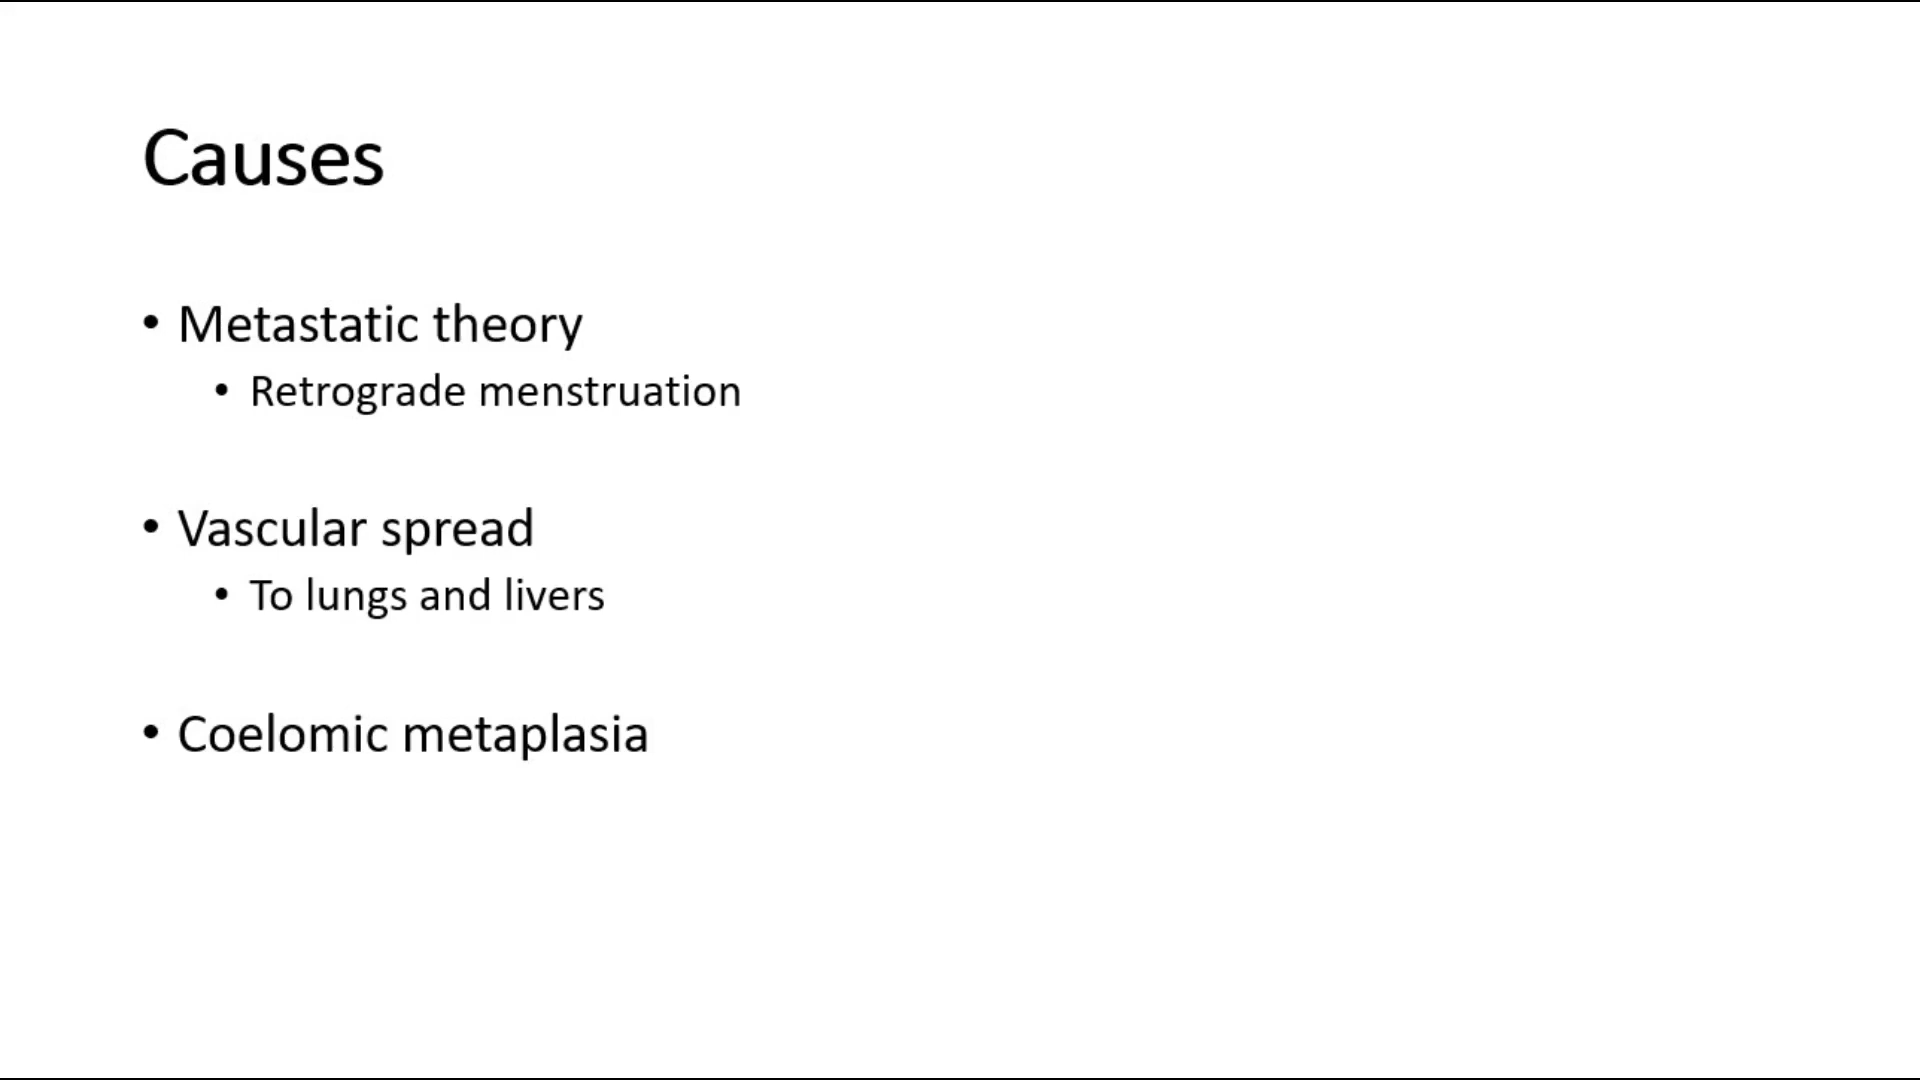 Causes
• Metastatic theory
• Retrograde menstruation
• Vascular spread
• To lungs and livers
• Coelomic metaplasia